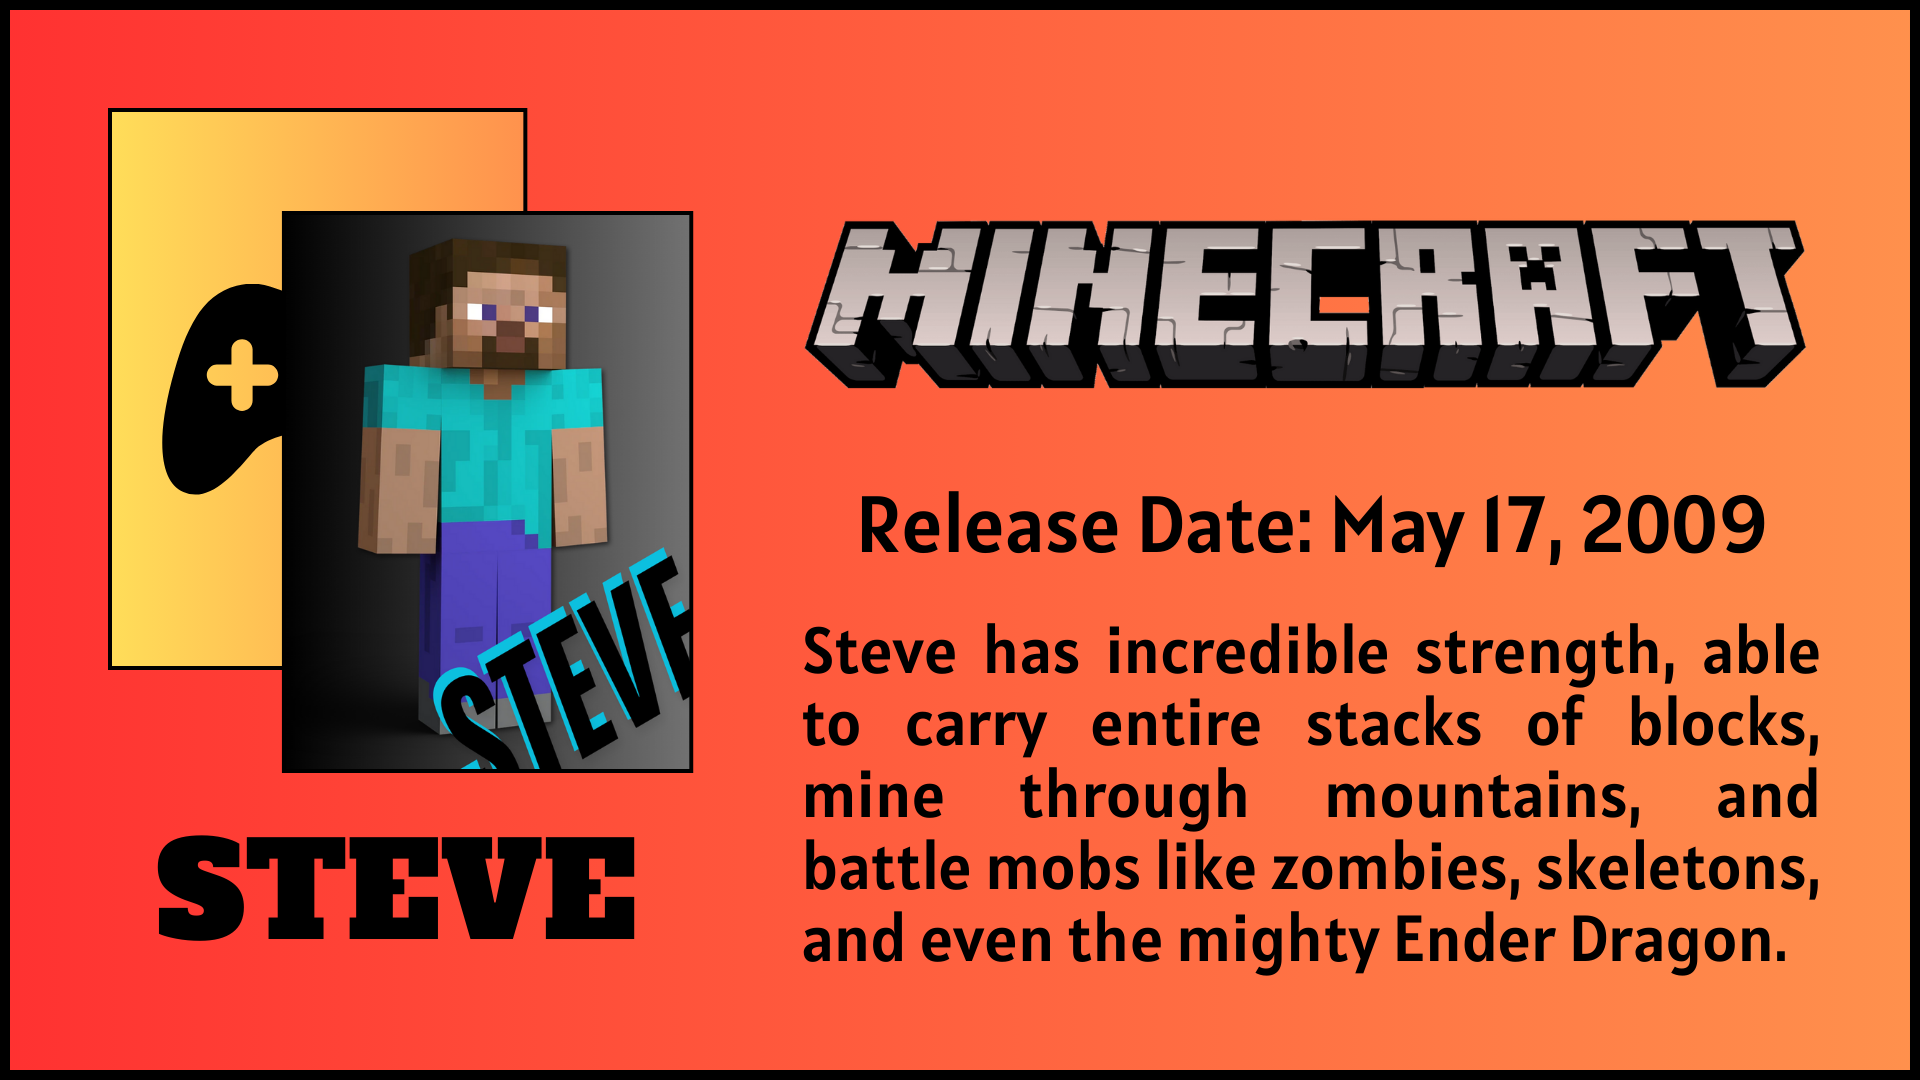 MINECRAFT
Release Date: May 17, 2009
Steve has incredible strength, able
to carry entire stacks of blocks,
mine through mountains, and
battle mobs like zombies, skeletons,
and even the mighty Ender Dragon.
STEVE
STEVE